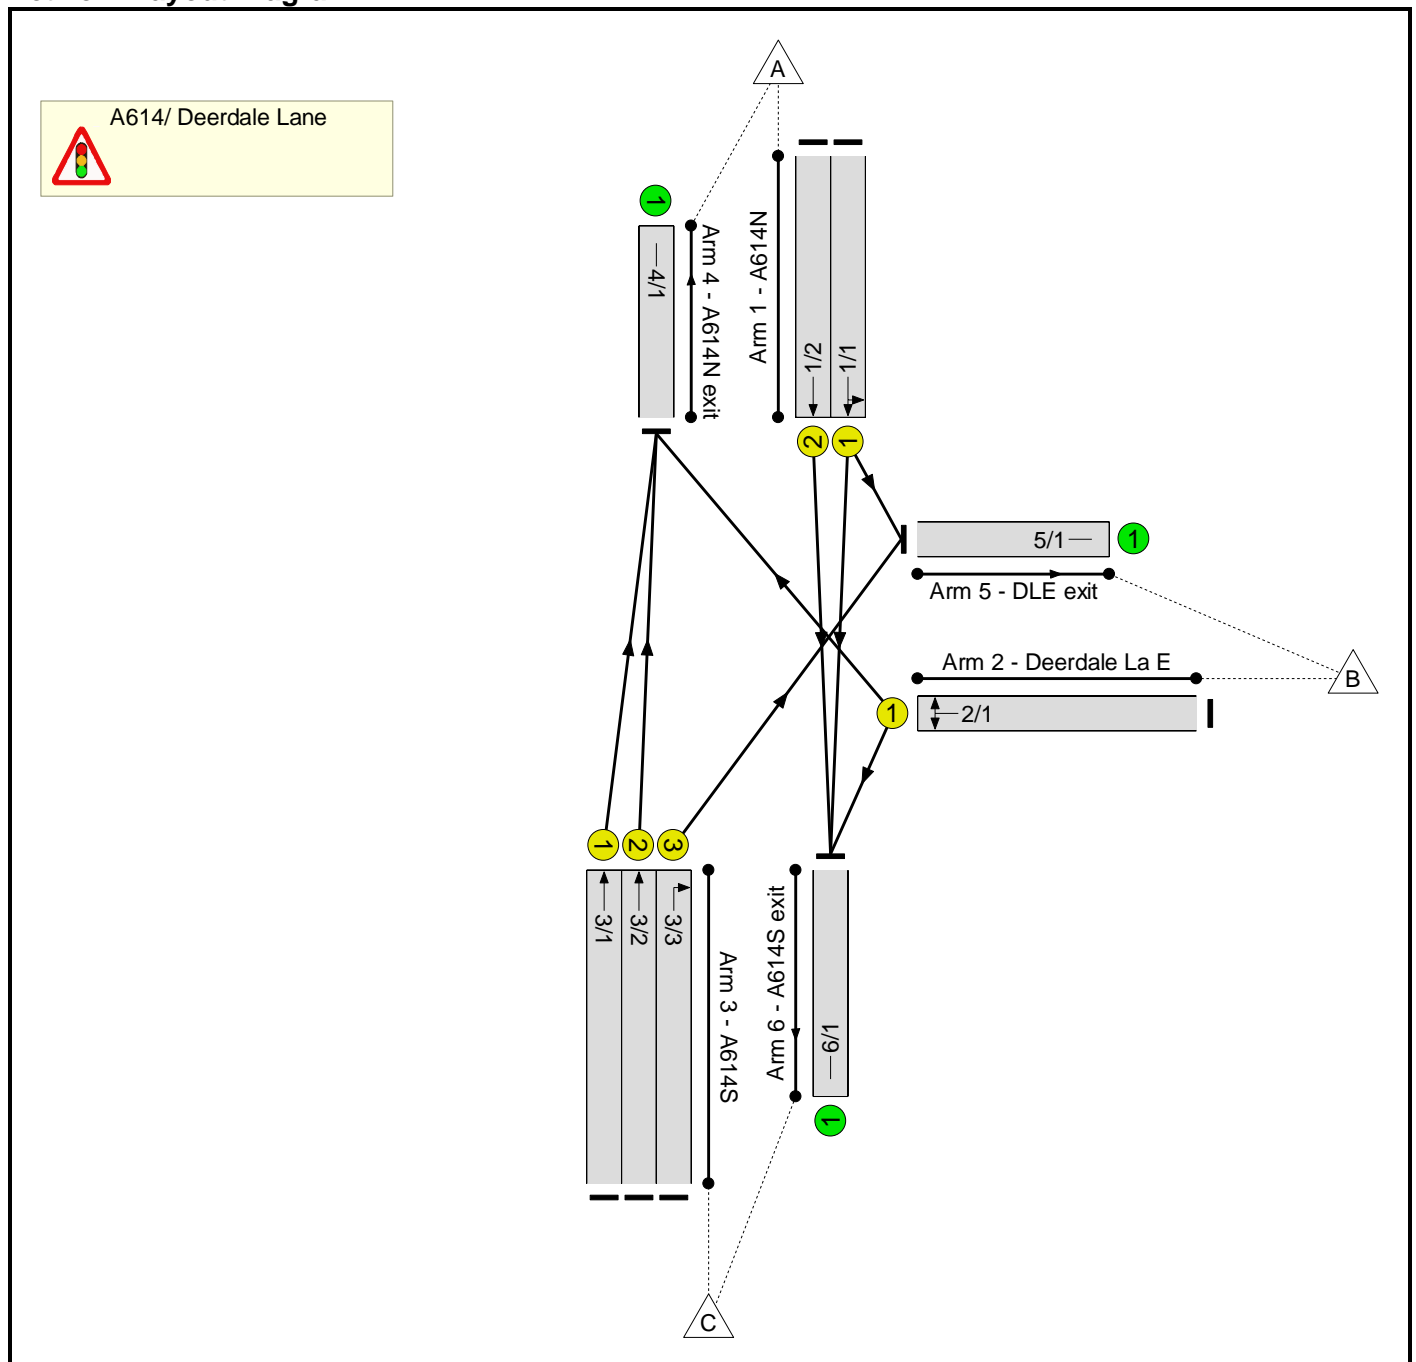 A
A614/ Deerdale Lane
1
4/1
Arm 4 - A614N exit
Arm 1 - A614N
1/2
1/1
2
1
5/1
1
Arm 5 - DLE exit
Arm 2 - Deerdale La E
B
1
2/1
1
2
3
3/1
3/2
3/3
Arm 3 - A614S
Arm 6 - A614S exit
6/1
1
C